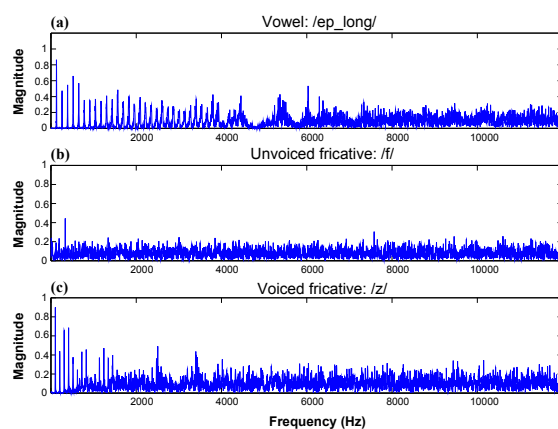 (a) Vowel: /ep_long/
Magnitude
1
0.8
0.6
0.4
0.2
0
2000 4000 6000 8000 10000
(b) Unvoiced fricative: /f/
Magnitude
1
0.8
0.6
0.4
0.2
0
2000 4000 6000 8000 10000
(c) Voiced fricative: /z/
Magnitude
1
0.8
0.6
0.4
0.2
0
2000 4000 6000 8000 10000
Frequency (Hz)